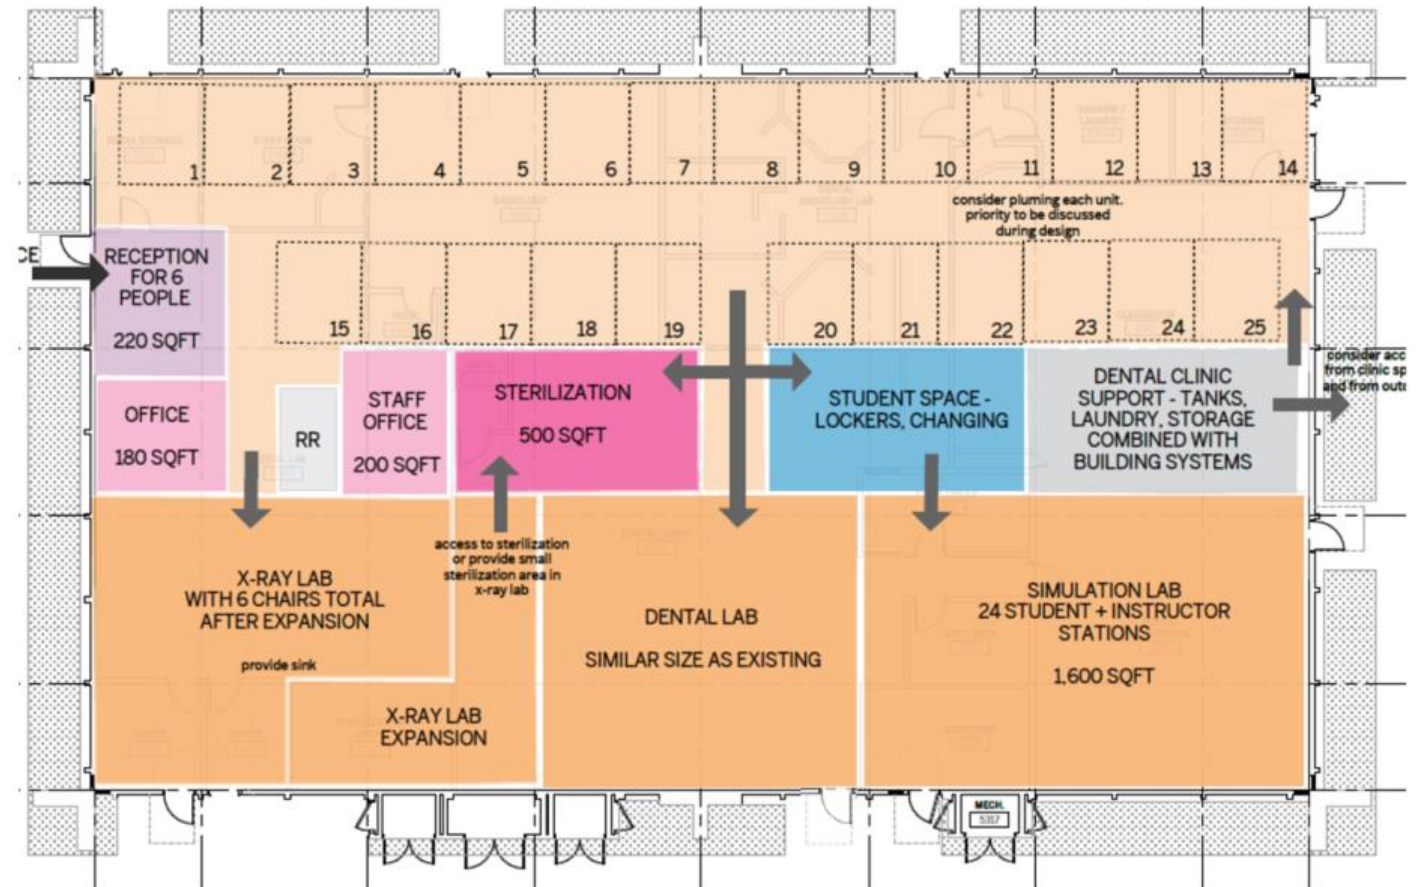 1
2
3
4
5
6
7
8
9
10
11
12
13
14
consider pluming each unit.
priority to be discussed
during design
CE
RECEPTION
FOR 6
PEOPLE
220 SQFT
15
16
17
18
19
20
21
22
23
24
25
OFFICE
180 SQFT
RR
STAFF
OFFICE
200 SQFT
STERILIZATION
500 SQFT
STUDENT SPACE -
LOCKERS, CHANGING
DENTAL CLINIC
SUPPORT - TANKS,
LAUNDRY, STORAGE
COMBINED WITH
BUILDING SYSTEMS
consider acc
from clinic sp
and from outs
X-RAY LAB
WITH 6 CHAIRS TOTAL
AFTER EXPANSION
provide sink
access to sterilization
or provide small
sterilization area in
x-ray lab
X-RAY LAB
EXPANSION
DENTAL LAB
SIMILAR SIZE AS EXISTING
SIMULATION LAB
24 STUDENT + INSTRUCTOR
STATIONS
1,600 SQFT
MECH.
5317